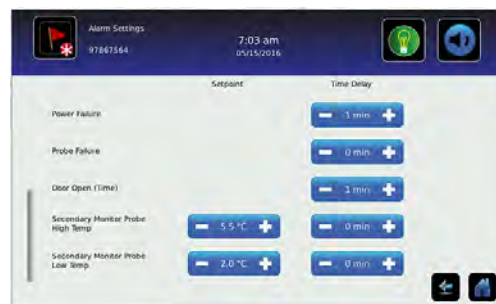 Alarm Settings
97867564
7:03 am
05/15/2016
Setpoint
Time Delay
Power Failure
− 1 min +
Probe Failure
− 0 min +
Door Open (Time)
− 1 min +
Secondary Monitor Probe
High Temp
− 5.5 °C +
− 0 min +
Secondary Monitor Probe
Low Temp
− 2.0 °C +
− 0 min +